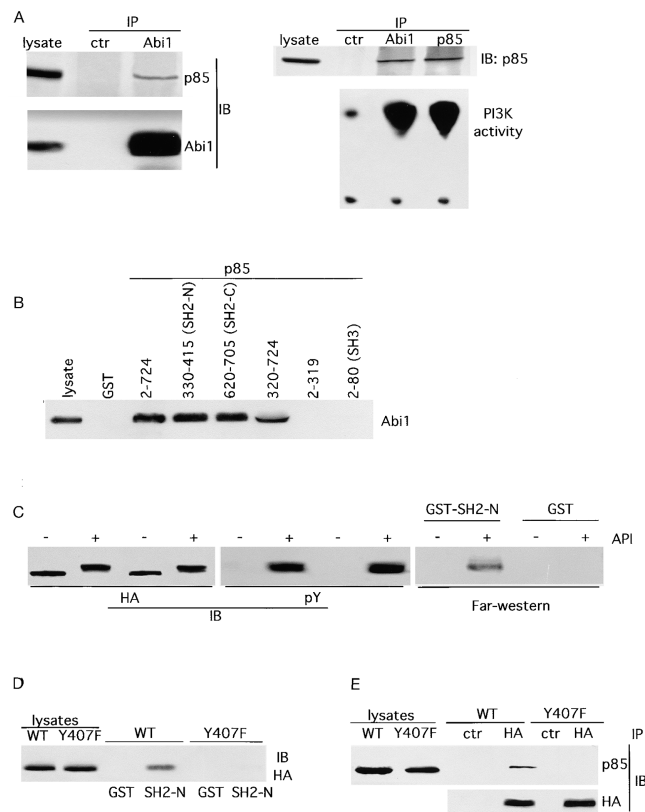 A
IP
lysate ctr Abi1
p85
IB
Abi1
IP
lysate ctr Abi1 p85
IB: p85
PI3K
activity
B
p85
lysate
GST
2-724
330-415 (SH2-N)
620-705 (SH2-C)
320-724
2-319
2-80 (SH3)
Abi1
C
GST-SH2-N GST
- + - + - + - + - + - + API
HA pY Far-western
IB
D
lysates WT Y407F
WT Y407F
IB
HA
GST SH2-N GST SH2-N
E
lysates WT Y407F
WT Y407F ctr HA ctr HA IP
p85
IB
HA